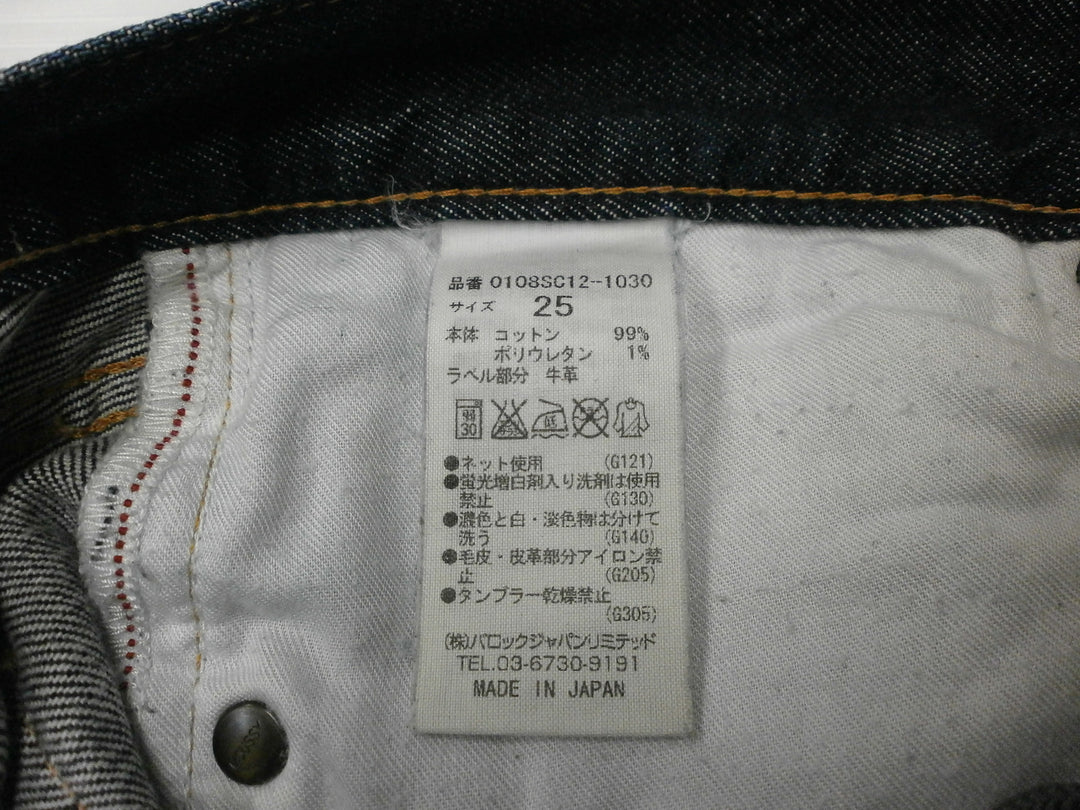 品番 0108SC12-1030
サイズ 25
本体 コットン 99%
ポリウレタン 1%
ラベル部分 牛革
弱 30 低
●ネット使用 (G121)
●蛍光増白剤入り洗剤は使用
禁止 (G130)
●濃色と白・淡色物は分けて
洗う (G140)
●毛皮・皮革部分アイロン禁
止 (G205)
●タンブラー乾燥禁止
(G305)
(株)バロックジャパンリミテッド
TEL.03-6730-9191
MADE IN JAPAN